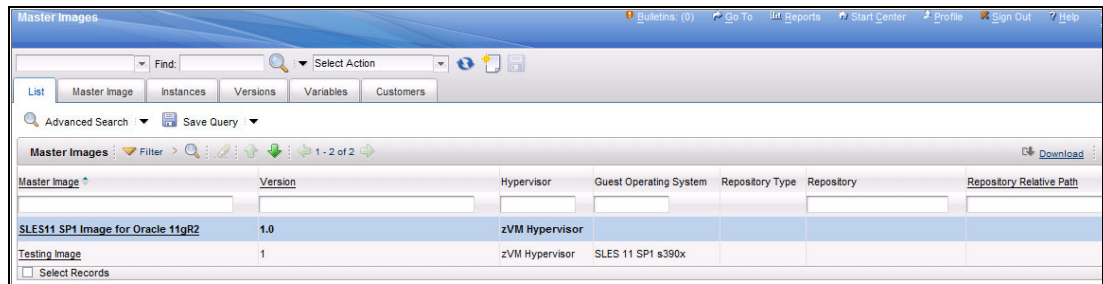 Master Images Bulletins: (0) Go To Reports Start Center Profile Sign Out Help
Find: Select Action
List Master Image Instances Versions Variables Customers
Advanced Search Save Query
Master Images Filter 1 - 2 of 2 Download
Master Image Version Hypervisor Guest Operating System Repository Type Repository Repository Relative Path
SLES11 SP1 Image for Oracle 11gR2 1.0 zVM Hypervisor
Testing Image 1 zVM Hypervisor SLES 11 SP1 s390x
Select Records